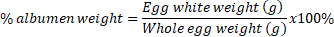 % albumen weight = Egg white weight (g) / Whole egg weight (g) x100%